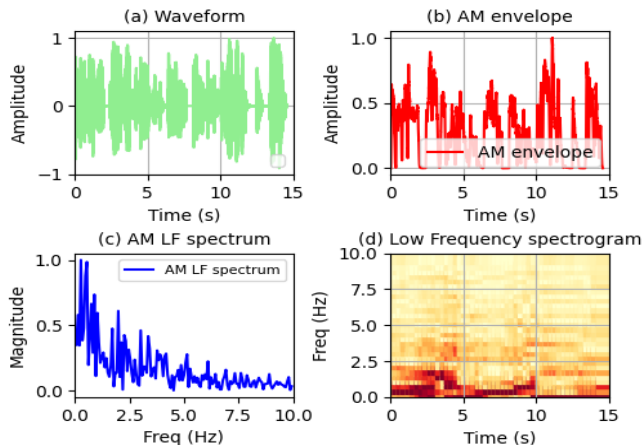 (a) Waveform
1
0
−1
Amplitude
0
5
10
15
Time (s)
(b) AM envelope
1.0
0.5
0.0
Amplitude
AM envelope
0
5
10
15
Time (s)
(c) AM LF spectrum
1.0
0.5
0.0
Magnitude
AM LF spectrum
0.0
2.5
5.0
7.5
10.0
Freq (Hz)
(d) Low Frequency spectrogram
10.0
7.5
5.0
2.5
0.0
Freq (Hz)
0
5
10
15
Time (s)